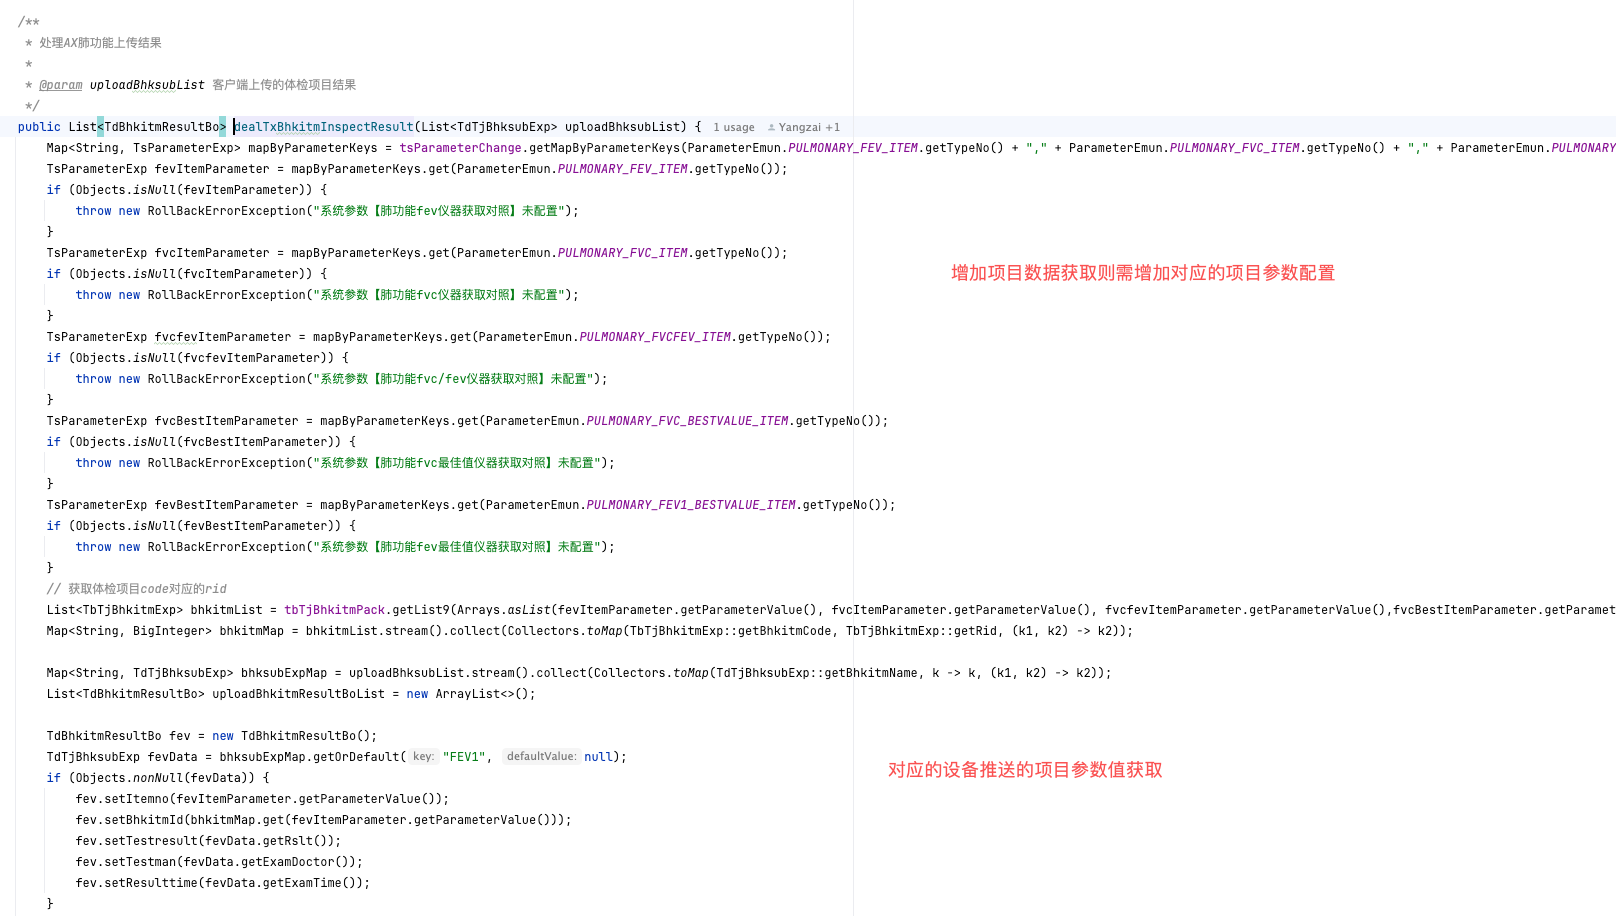 /**
 * 处理AX肺功能上传结果
 *
 * @param uploadBhksubList 客户端上传的体检项目结果
 */
public List<TdBhkitmResultBo> dealTxBhkitmInspectResult(List<TdTjBhksubExp> uploadBhksubList) { 1 usage Yangzai +1
    Map<String, TsParameterExp> mapByParameterKeys = tsParameterChange.getMapByParameterKeys(ParameterEmun.PULMONARY_FEV_ITEM.getTypeNo() + "," + ParameterEmun.PULMONARY_FVC_ITEM.getTypeNo() + "," + ParameterEmun.PULMONARY
    TsParameterExp fevItemParameter = mapByParameterKeys.get(ParameterEmun.PULMONARY_FEV_ITEM.getTypeNo());
    if (Objects.isNull(fevItemParameter)) {
        throw new RollBackErrorException("系统参数【肺功能fev仪器获取对照】未配置");
    }
    TsParameterExp fvcItemParameter = mapByParameterKeys.get(ParameterEmun.PULMONARY_FVC_ITEM.getTypeNo());
    if (Objects.isNull(fvcItemParameter)) {
增加项目数据获取则需增加对应的项目参数配置
        throw new RollBackErrorException("系统参数【肺功能fvc仪器获取对照】未配置");
    }
    TsParameterExp fvcfevItemParameter = mapByParameterKeys.get(ParameterEmun.PULMONARY_FVCFEV_ITEM.getTypeNo());
    if (Objects.isNull(fvcfevItemParameter)) {
        throw new RollBackErrorException("系统参数【肺功能fvc/fev仪器获取对照】未配置");
    }
    TsParameterExp fvcBestItemParameter = mapByParameterKeys.get(ParameterEmun.PULMONARY_FVC_BESTVALUE_ITEM.getTypeNo());
    if (Objects.isNull(fvcBestItemParameter)) {
        throw new RollBackErrorException("系统参数【肺功能fvc最佳值仪器获取对照】未配置");
    }
    TsParameterExp fevBestItemParameter = mapByParameterKeys.get(ParameterEmun.PULMONARY_FEV1_BESTVALUE_ITEM.getTypeNo());
    if (Objects.isNull(fevBestItemParameter)) {
        throw new RollBackErrorException("系统参数【肺功能fev最佳值仪器获取对照】未配置");
    }
    // 获取体检项目code对应的rid
    List<TbTjBhkitmExp> bhkitmList = tbTjBhkitmPack.getList9(Arrays.asList(fevItemParameter.getParameterValue(), fvcItemParameter.getParameterValue(), fvcfevItemParameter.getParameterValue(),fvcBestItemParameter.getParamet
    Map<String, BigInteger> bhkitmMap = bhkitmList.stream().collect(Collectors.toMap(TbTjBhkitmExp::getBhkitmCode, TbTjBhkitmExp::getRid, (k1, k2) -> k2));
    Map<String, TdTjBhksubExp> bhksubExpMap = uploadBhksubList.stream().collect(Collectors.toMap(TdTjBhksubExp::getBhkitmName, k -> k, (k1, k2) -> k2));
    List<TdBhkitmResultBo> uploadBhkitmResultBoList = new ArrayList<>();
    TdBhkitmResultBo fev = new TdBhkitmResultBo();
    TdTjBhksubExp fevData = bhksubExpMap.getOrDefault( key: "FEV1", defaultValue: null);
对应的设备推送的项目参数值获取
    if (Objects.nonNull(fevData)) {
        fev.setItemno(fevItemParameter.getParameterValue());
        fev.setBhkitmId(bhkitmMap.get(fevItemParameter.getParameterValue()));
        fev.setTestresult(fevData.getRslt());
        fev.setTestman(fevData.getExamDoctor());
        fev.setResulttime(fevData.getExamTime());
    }